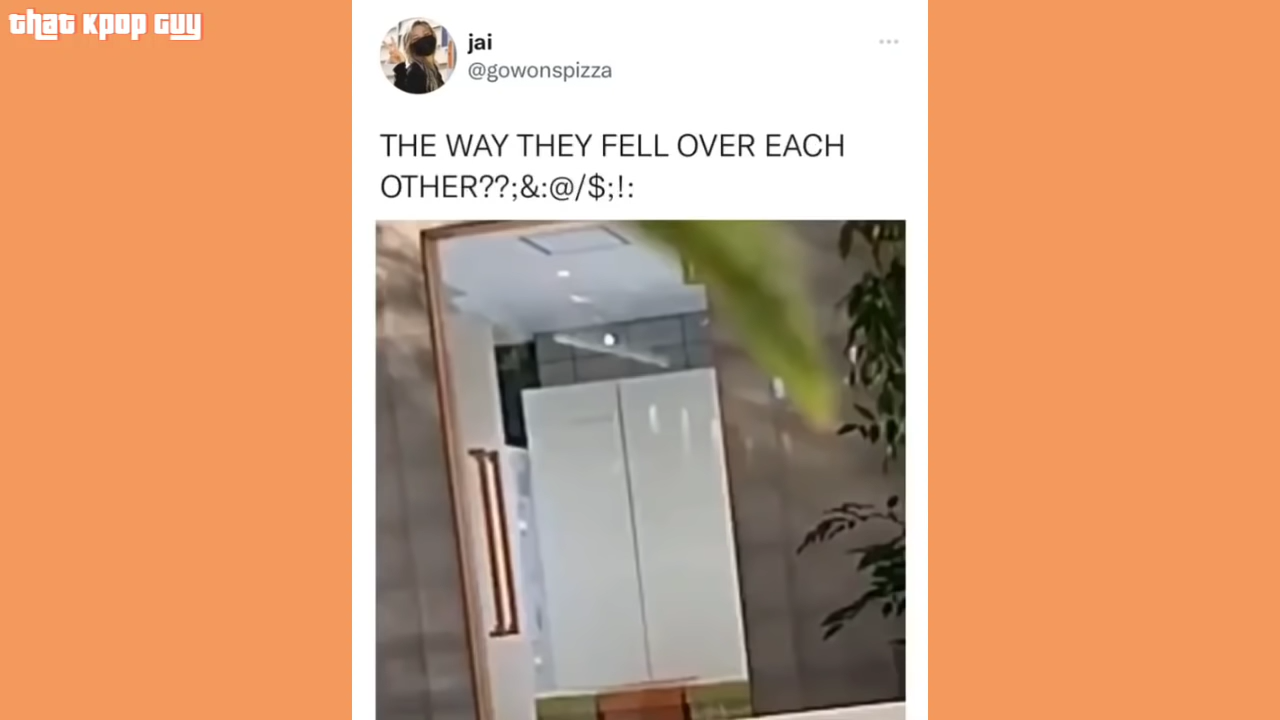 that kpop guy
jai
@gowonspizza
THE WAY THEY FELL OVER EACH
OTHER??;&:@/$;!: